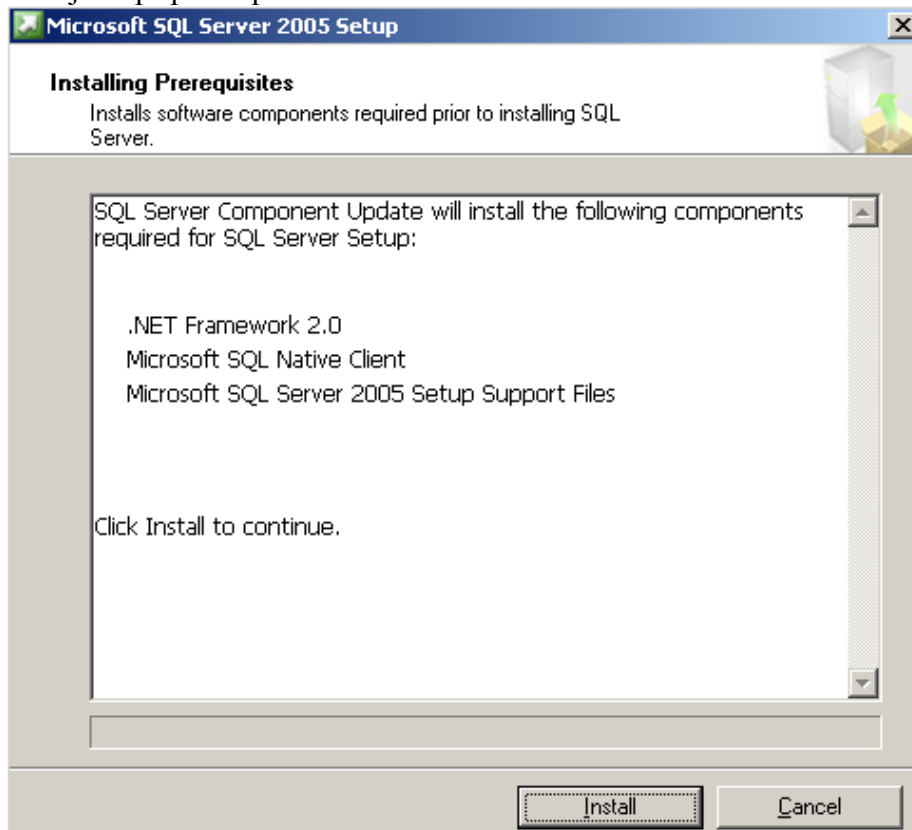 Microsoft SQL Server 2005 Setup
Installing Prerequisites
Installs software components required prior to installing SQL
Server.
SQL Server Component Update will install the following components
required for SQL Server Setup:
.NET Framework 2.0
Microsoft SQL Native Client
Microsoft SQL Server 2005 Setup Support Files
Click Install to continue.
Install
Cancel